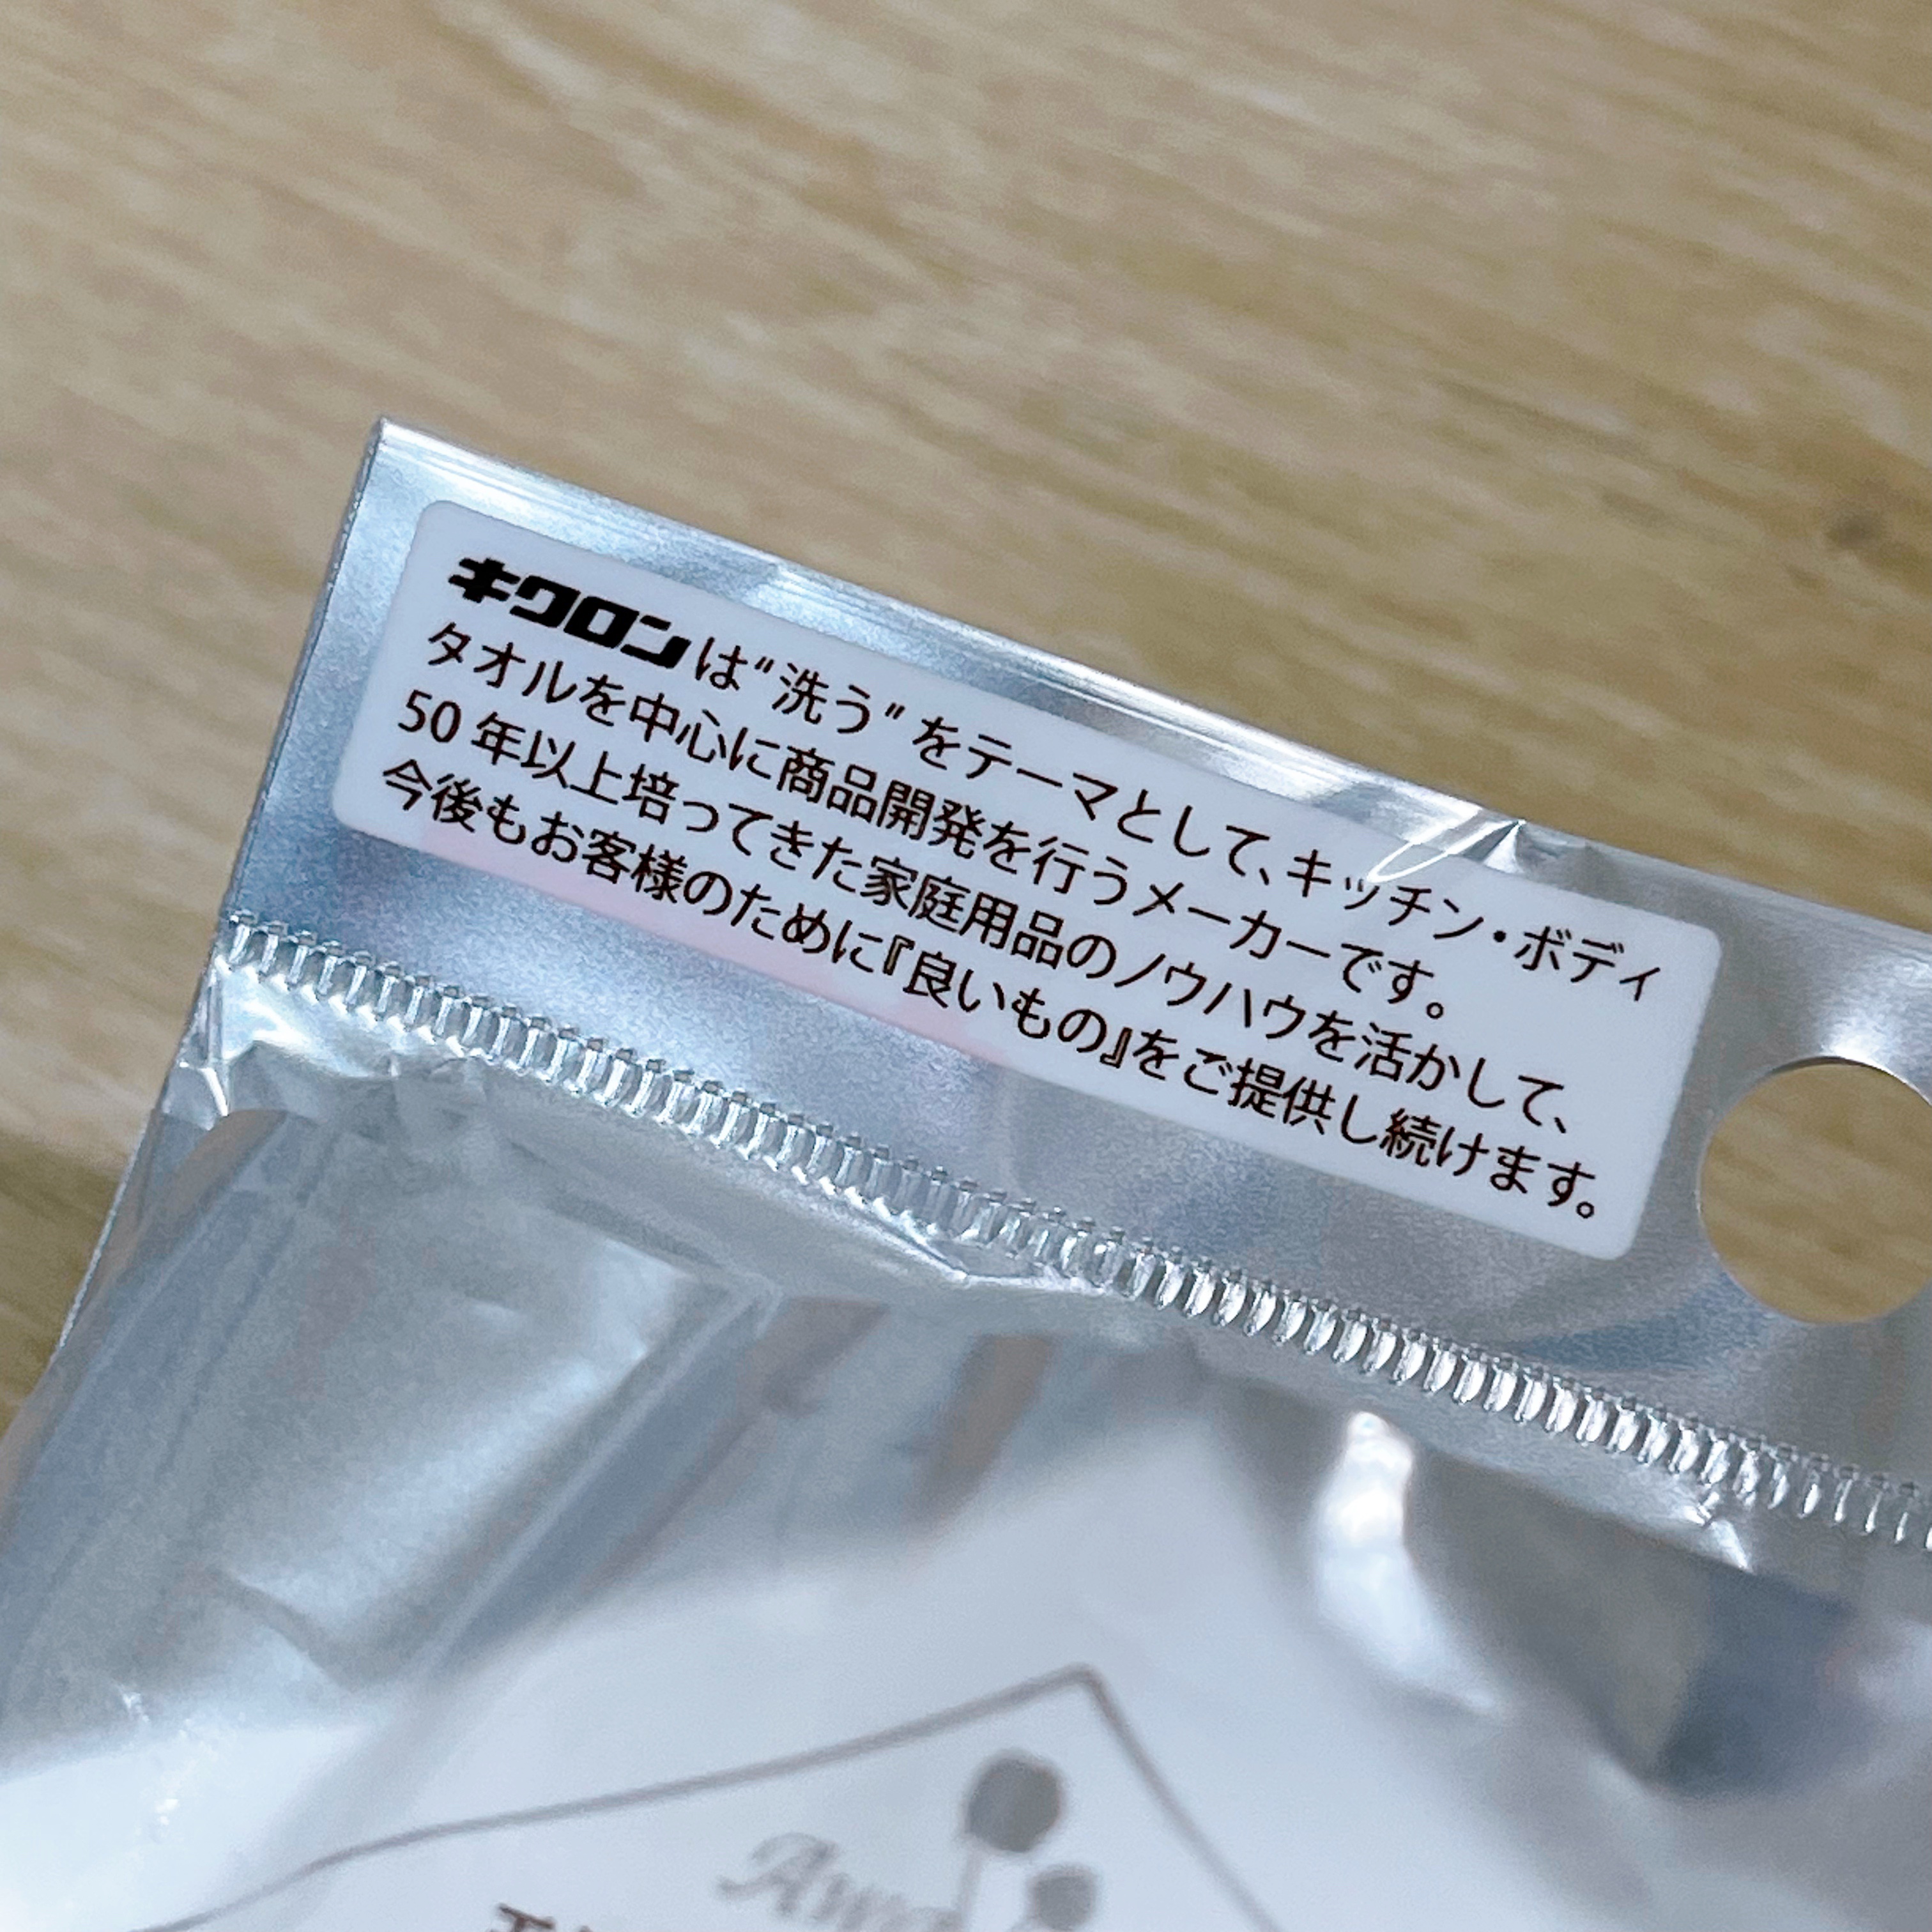 キクロンは“洗う”をテーマとして、キッチン・ボディ
タオルを中心に商品開発を行うメーカーです。
50年以上培ってきた家庭用品のノウハウを活かして、
今後もお客様のために『良いもの』をご提供し続けます。